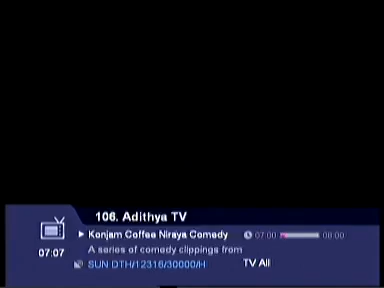 106. Adithya TV
Konjam Coffee Niraya Comedy 07:00 08:00
A series of comedy clippings from
07:07
SUN DTH/12316/30000/H TV All